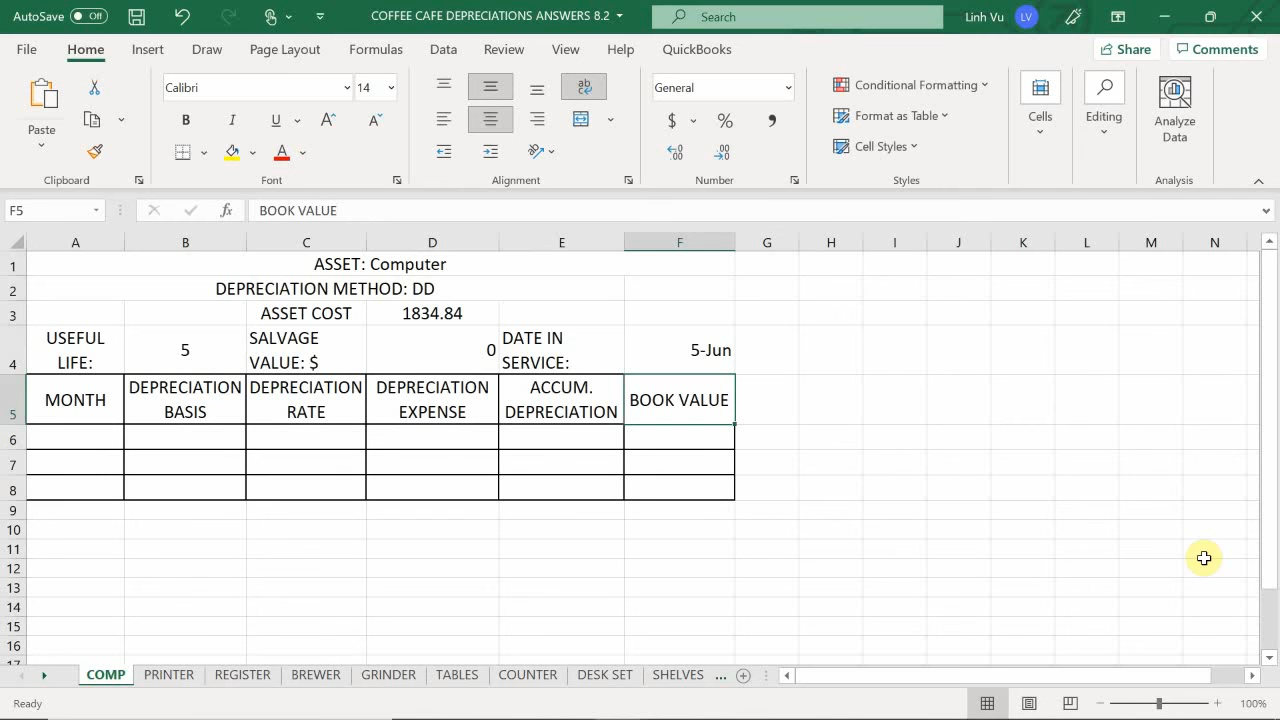 AutoSave Off COFFEE CAFE DEPRECIATIONS ANSWERS 8.2 Search Linh Vu LV
File Home Insert Draw Page Layout Formulas Data Review View Help QuickBooks Share Comments
Paste
Clipboard
Calibri 14
B I U A A
A
Font
ab c
Alignment
General
$ % ,
.00 .00
Number
Conditional Formatting
Format as Table
Cell Styles
Styles
Cells
Editing
Analyze
Data
Analysis
F5 fx BOOK VALUE
A B C D E F G H I J K L M N
1 ASSET: Computer
2 DEPRECIATION METHOD: DD
3 ASSET COST 1834.84
4 USEFUL LIFE: 5 SALVAGE VALUE: $ 0 DATE IN SERVICE: 5-Jun
5 MONTH DEPRECIATION BASIS DEPRECIATION RATE DEPRECIATION EXPENSE ACCUM. DEPRECIATION BOOK VALUE
6
7
8
9
10
11
12
13
14
15
16
17
COMP PRINTER REGISTER BREWER GRINDER TABLES COUNTER DESK SET SHELVES ...
Ready 100%